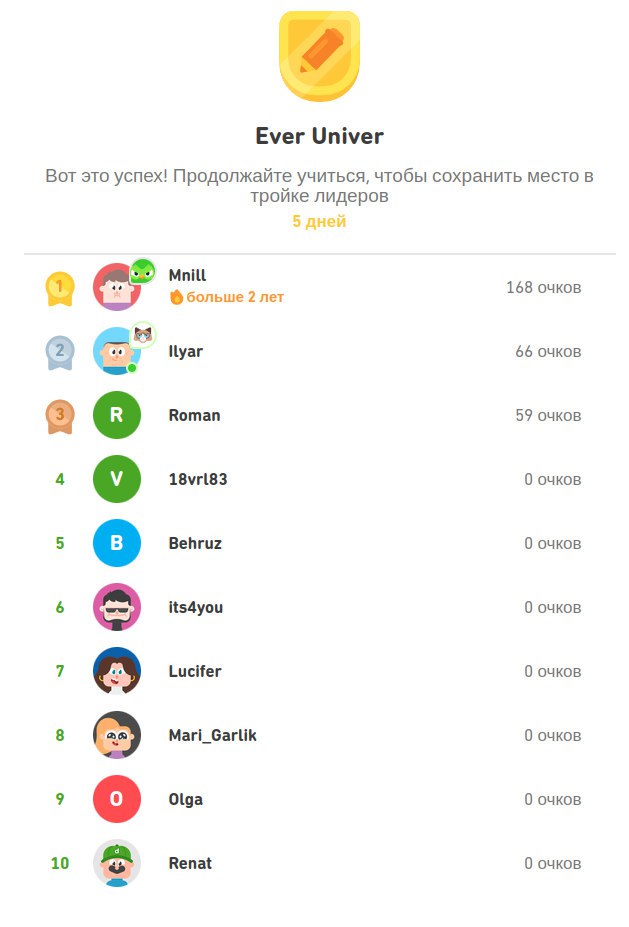 Ever Univer
Вот это успех! Продолжайте учиться, чтобы сохранить место в
тройке лидеров
5 дней
1
Mnill
больше 2 лет
168 очков
2
Ilyar
66 очков
3
R
Roman
59 очков
4
V
18vrl83
0 очков
5
B
Behruz
0 очков
6
its4you
0 очков
7
Lucifer
0 очков
8
Mari_Garlik
0 очков
9
O
Olga
0 очков
10
d
Renat
0 очков